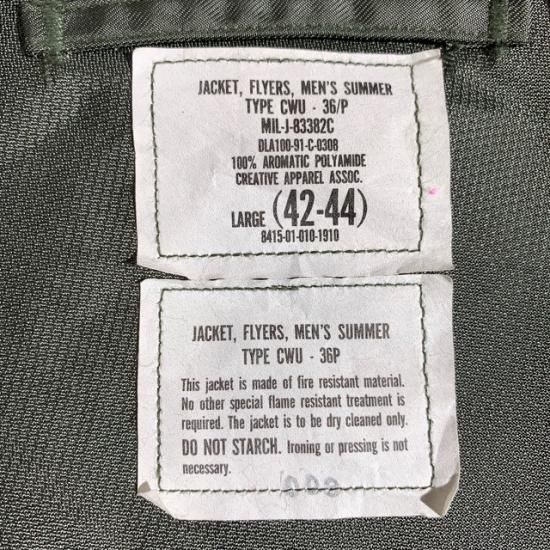 JACKET, FLYERS, MEN'S SUMMER
TYPE CWU - 36/P
MIL-J-83382C
DLA100-91-C-0308
100% AROMATIC POLYAMIDE
CREATIVE APPAREL ASSOC.
LARGE (42-44)
8415-01-010-1910
JACKET, FLYERS, MEN'S SUMMER
TYPE CWU - 36P
This jacket is made of fire resistant material.
No other special flame resistant treatment is
required. The jacket is to be dry cleaned only.
DO NOT STARCH. Ironing or pressing is not
necessary.